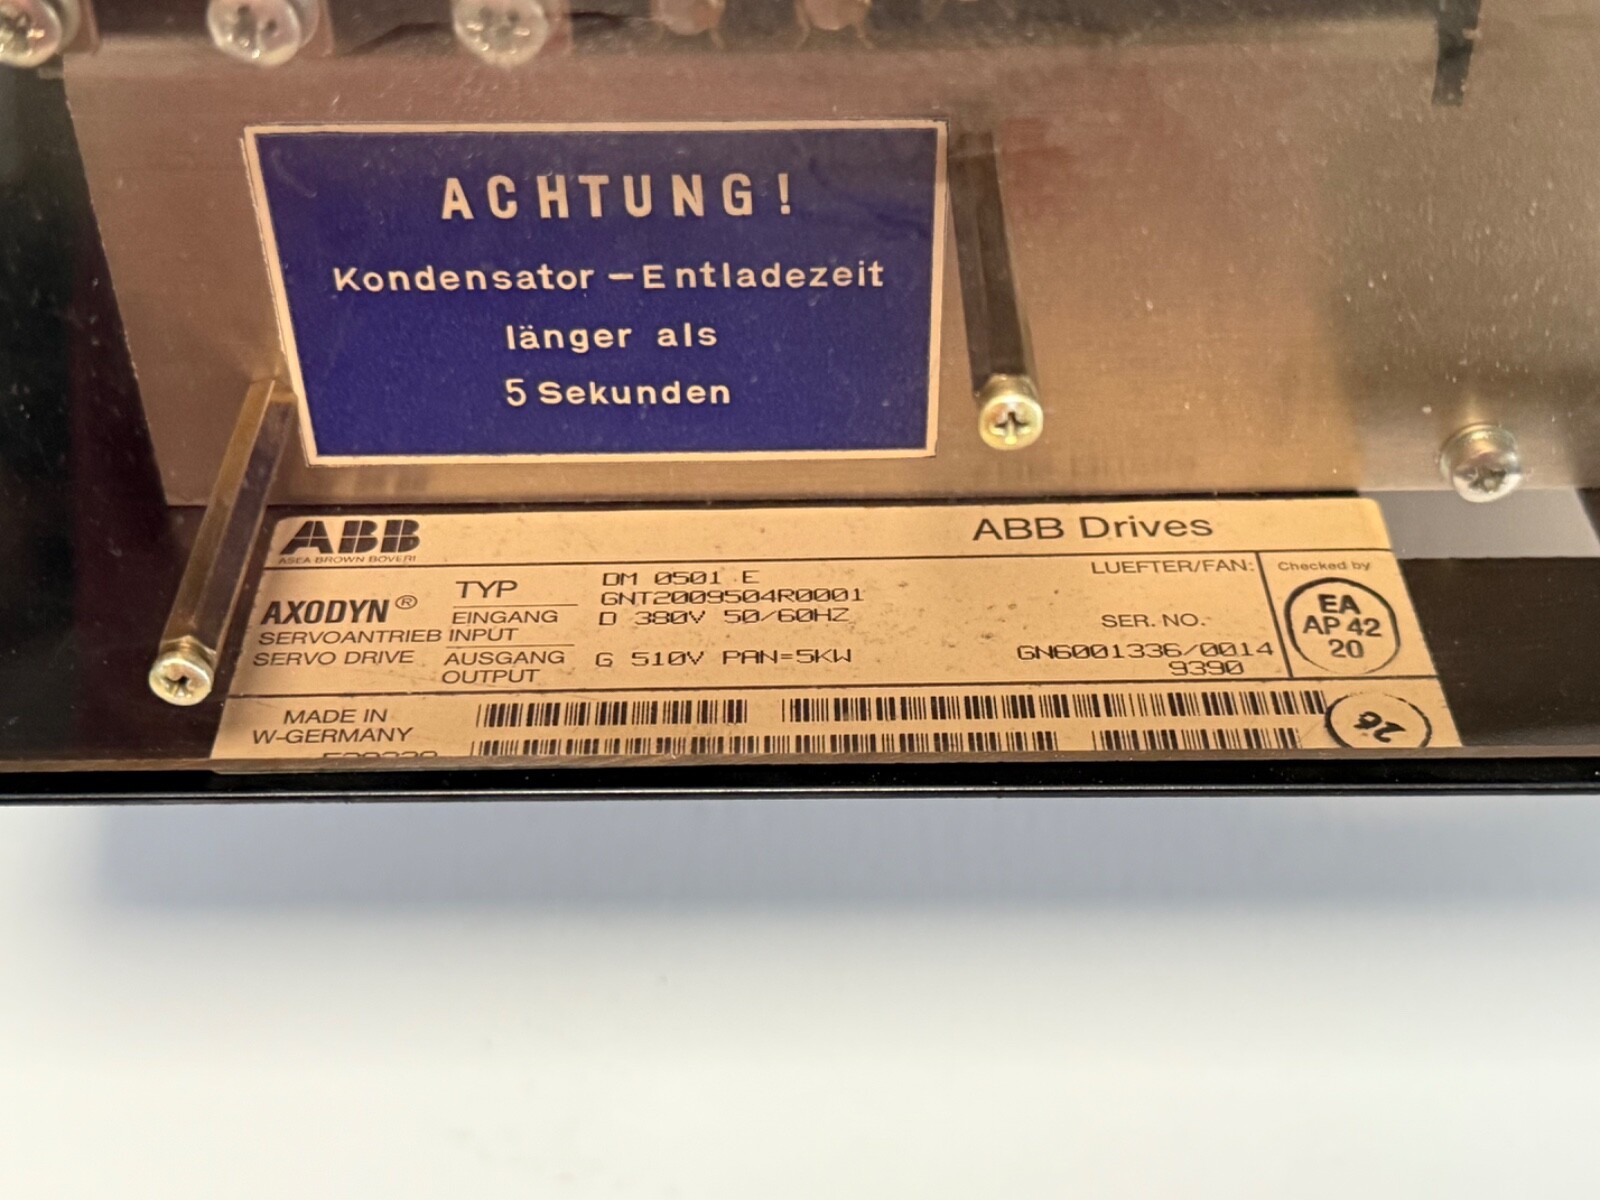 ACHTUNG!
Kondensator – Entladezeit
länger als
5 Sekunden
ABB
ASEA BROWN BOVERI
ABB Drives
AXODYN®
SERVOANTRIEB
SERVO DRIVE
TYP
DM 0501 E
GNT2009504R0001
EINGANG
INPUT
D 380V 50/60HZ
AUSGANG
OUTPUT
G 510V PAN=5KW
LUEFTER/FAN:
SER. NO.
GN6001336/0014
9390
Checked by
EA
AP 42
20
MADE IN
W-GERMANY
26